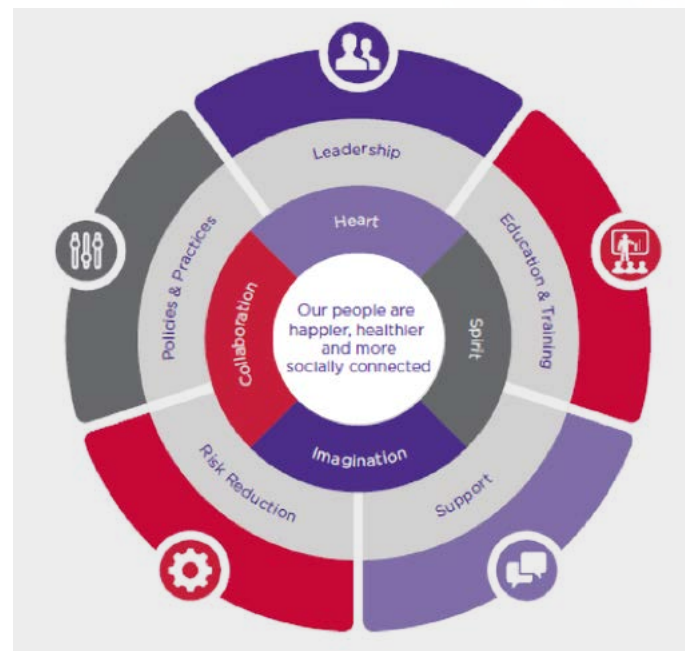 Leadership
Education & Training
Support
Risk Reduction
Policies & Practices
Heart
Spirit
Imagination
Collaboration
Our people are
happier, healthier
and more
socially connected